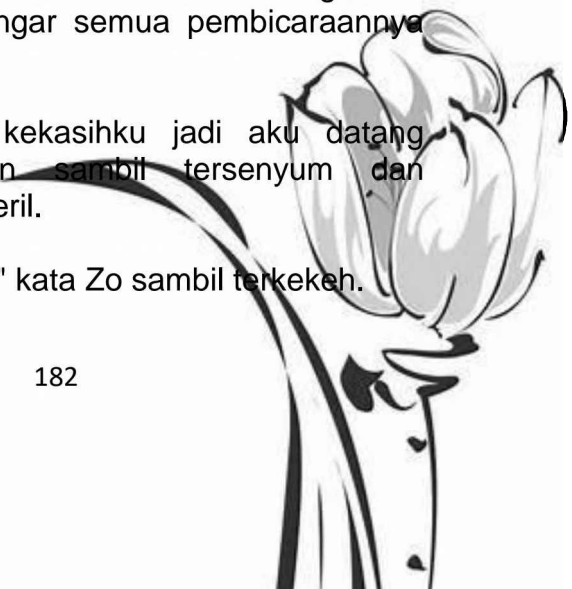 ngar semua pembicaraannya
kekasihku jadi aku datang
n sambil tersenyum dan
eril.
" kata Zo sambil terkekeh.
182